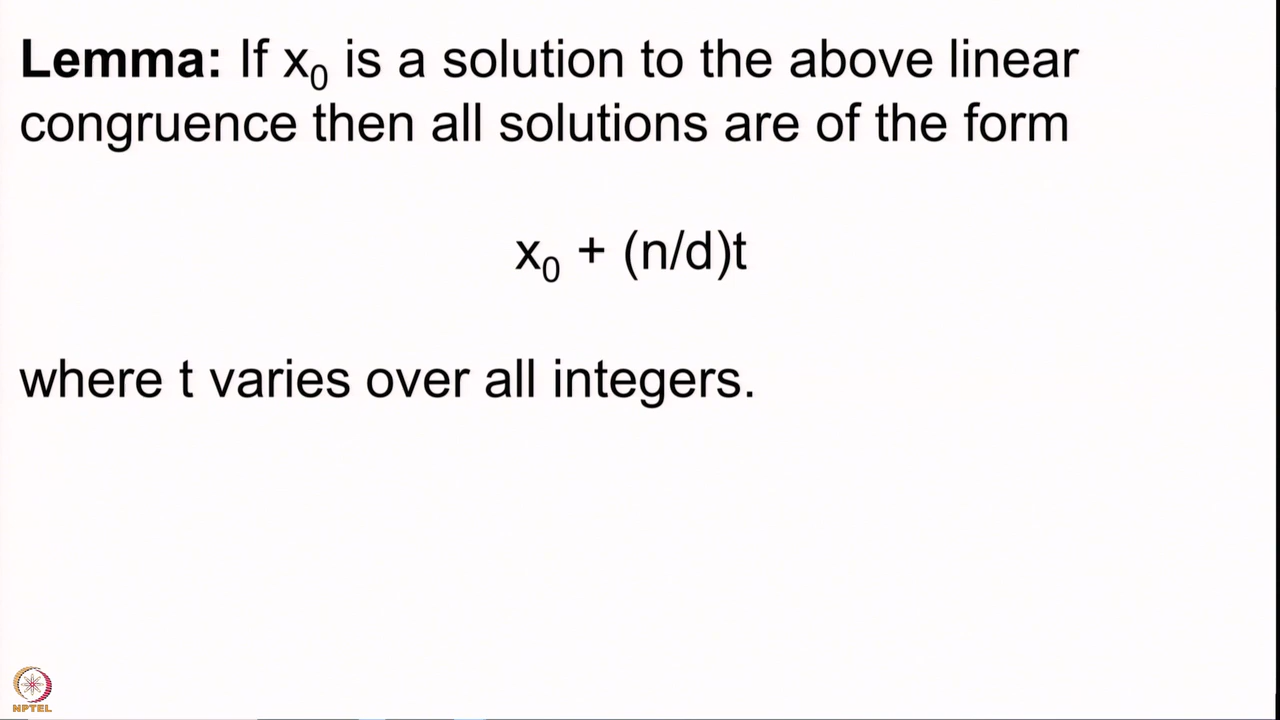 Lemma: If x₀ is a solution to the above linear
congruence then all solutions are of the form
x₀ + (n/d)t
where t varies over all integers.
NPTEL